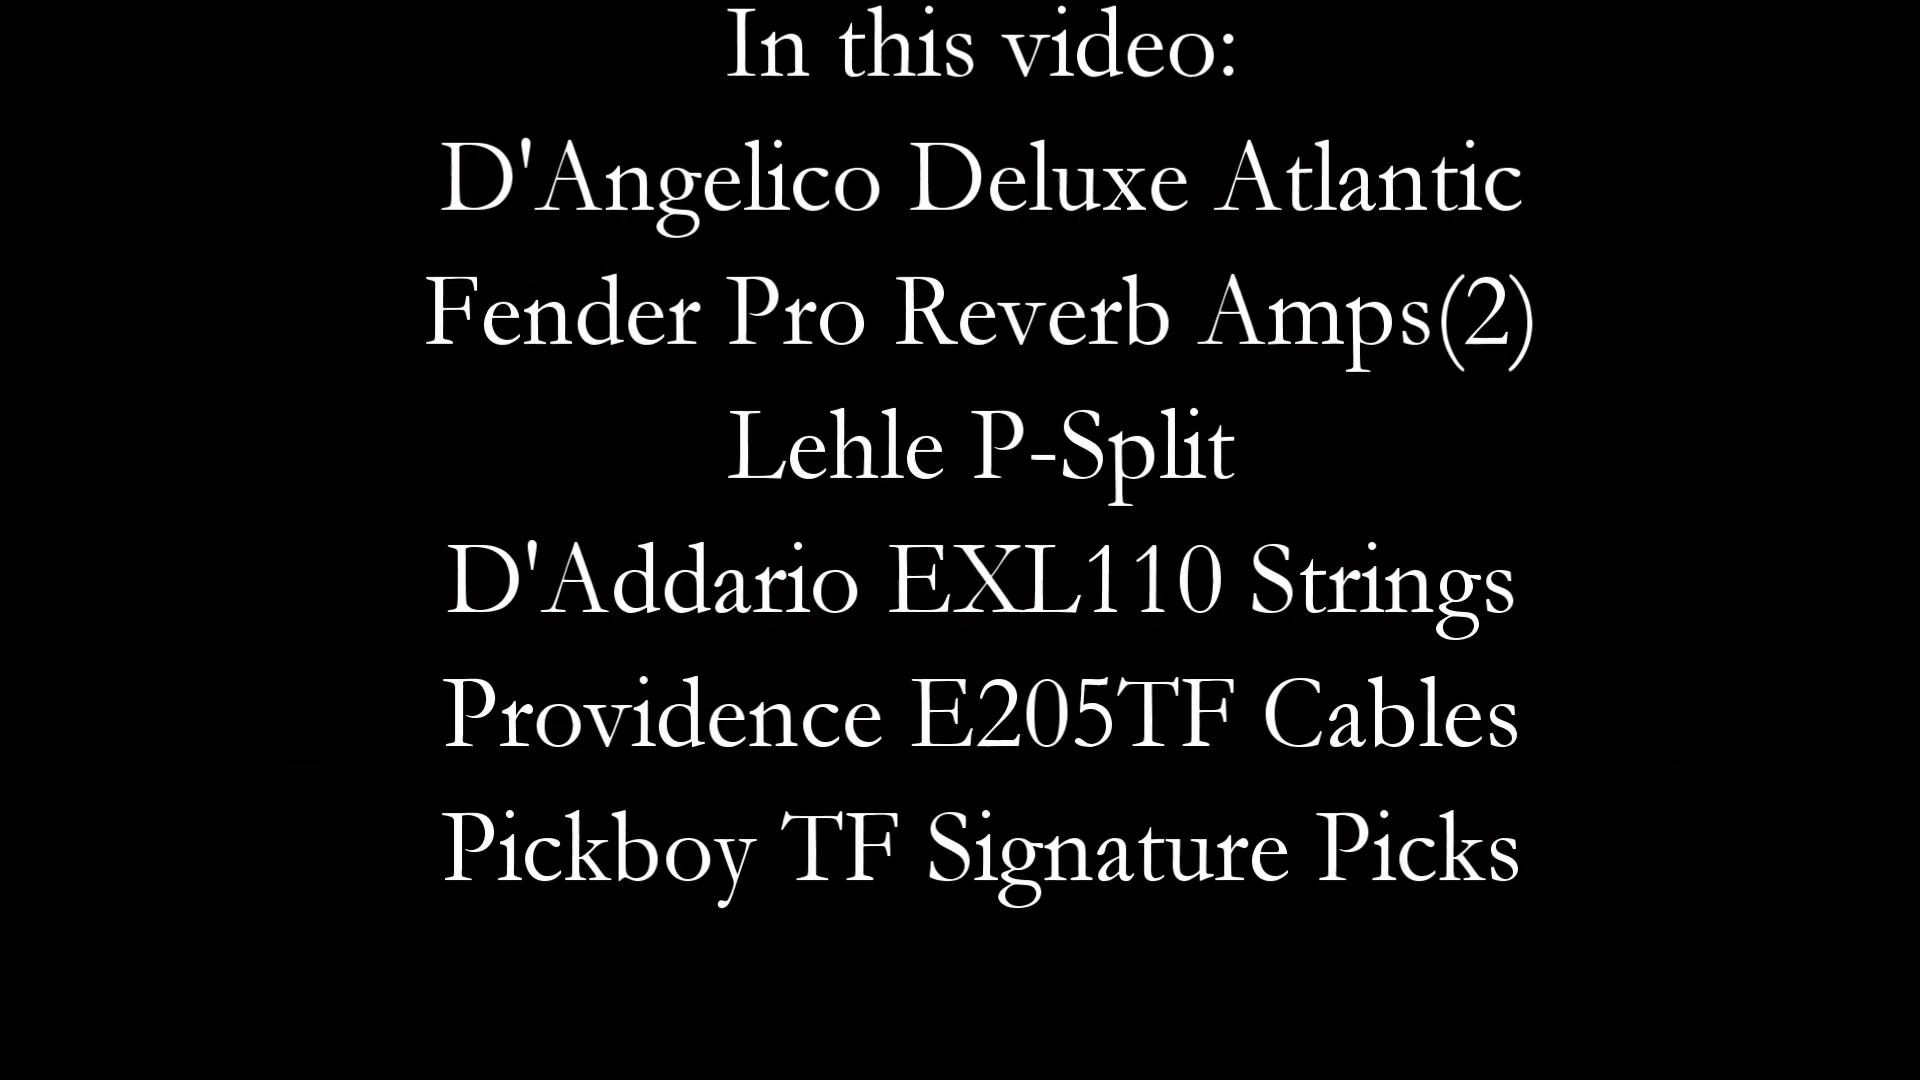 In this video:
D'Angelico Deluxe Atlantic
Fender Pro Reverb Amps(2)
Lehle P-Split
D'Addario EXL110 Strings
Providence E205TF Cables
Pickboy TF Signature Picks